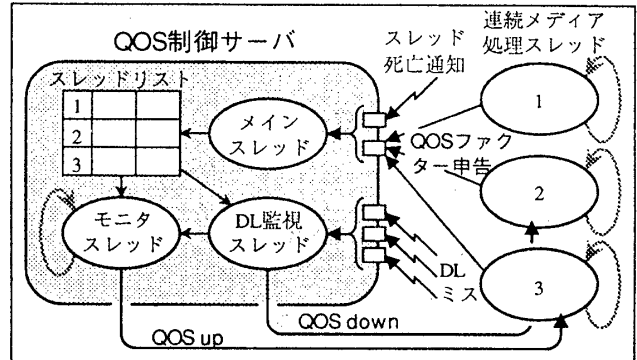 QOS制御サーバ
スレッドリスト
1
2
3
メイン
スレッド
モニタ
スレッド
DL監視
スレッド
スレッド
死亡通知
連続メディア
処理スレッド
QOSファク
ター申告
1
2
3
DL
ミス
QOS down
QOS up